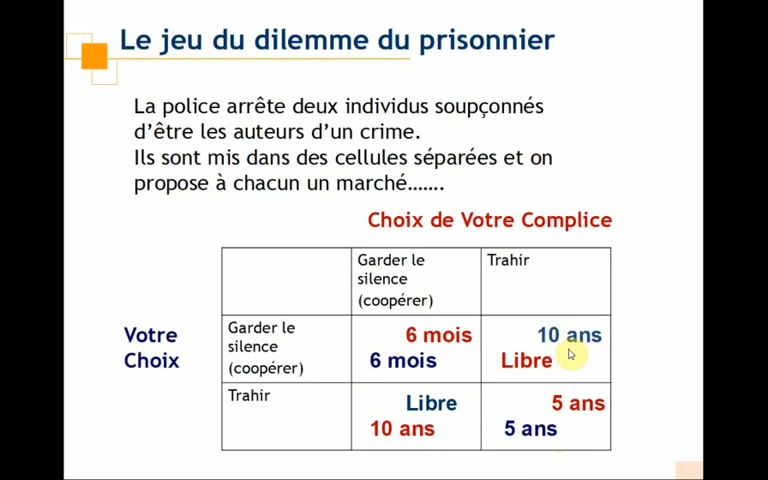 Le jeu du dilemme du prisonnier
La police arrête deux individus soupçonnés
d'être les auteurs d'un crime.
Ils sont mis dans des cellules séparées et on
propose à chacun un marché…….
Choix de Votre Complice
Garder le
silence
(coopérer)
Trahir
Votre
Choix
Garder le
silence
(coopérer)
6 mois
6 mois
10 ans
Libre
Trahir
Libre
10 ans
5 ans
5 ans